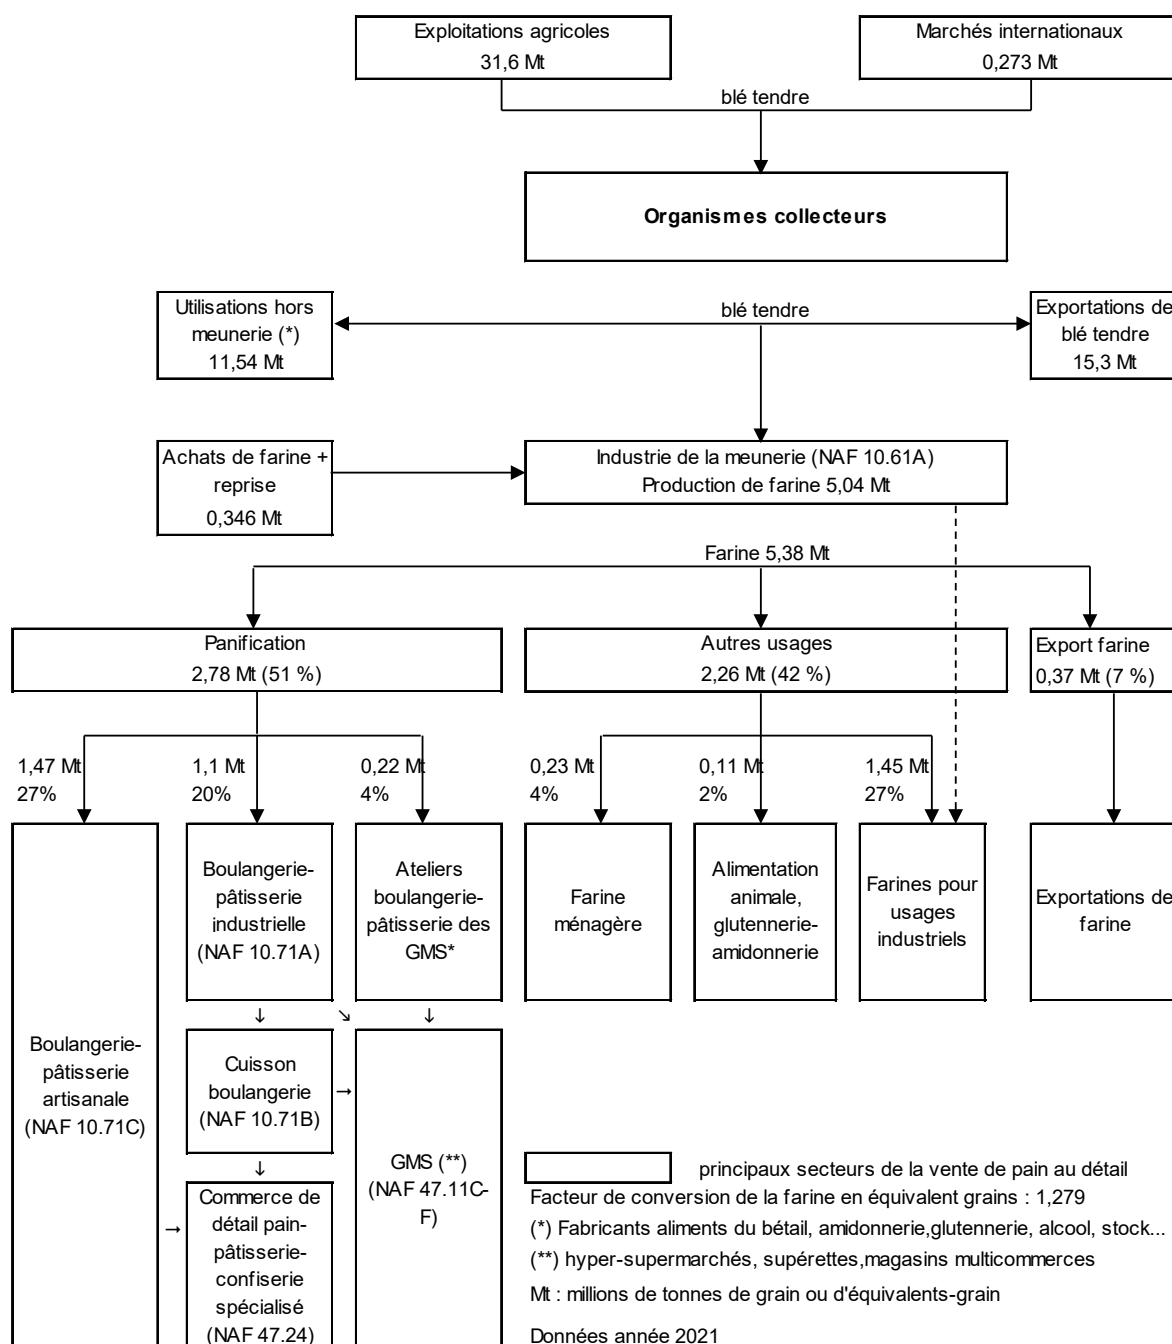 Exploitations agricoles
31,6 Mt
Marchés internationaux
0,273 Mt
blé tendre
Organismes collecteurs
Utilisations hors
meunerie (*)
11,54 Mt
blé tendre
Exportations de
blé tendre
15,3 Mt
Achats de farine +
reprise
0,346 Mt
Industrie de la meunerie (NAF 10.61A)
Production de farine 5,04 Mt
Farine 5,38 Mt
Panification
2,78 Mt (51 %)
Autres usages
2,26 Mt (42 %)
Export farine
0,37 Mt (7 %)
1,47 Mt
27%
1,1 Mt
20%
0,22 Mt
4%
0,23 Mt
4%
0,11 Mt
2%
1,45 Mt
27%
Boulangerie-
pâtisserie
artisanale
(NAF 10.71C)
Boulangerie-
pâtisserie
industrielle
(NAF 10.71A)
Ateliers
boulangerie-
pâtisserie des
GMS*
Farine
ménagère
Alimentation
animale,
glutennerie-
amidonnerie
Farines pour
usages
industriels
Exportations de
farine
Cuisson
boulangerie
(NAF 10.71B)
GMS (**)
(NAF 47.11C-
F)
Commerce de
détail pain-
pâtisserie-
confiserie
spécialisé
(NAF 47.24)
principaux secteurs de la vente de pain au détail
Facteur de conversion de la farine en équivalent grains : 1,279
(*) Fabricants aliments du bétail, amidonnerie,glutennerie, alcool, stock...
(**) hyper-supermarchés, supérettes,magasins multicommerces
Mt : millions de tonnes de grain ou d'équivalents-grain
Données année 2021